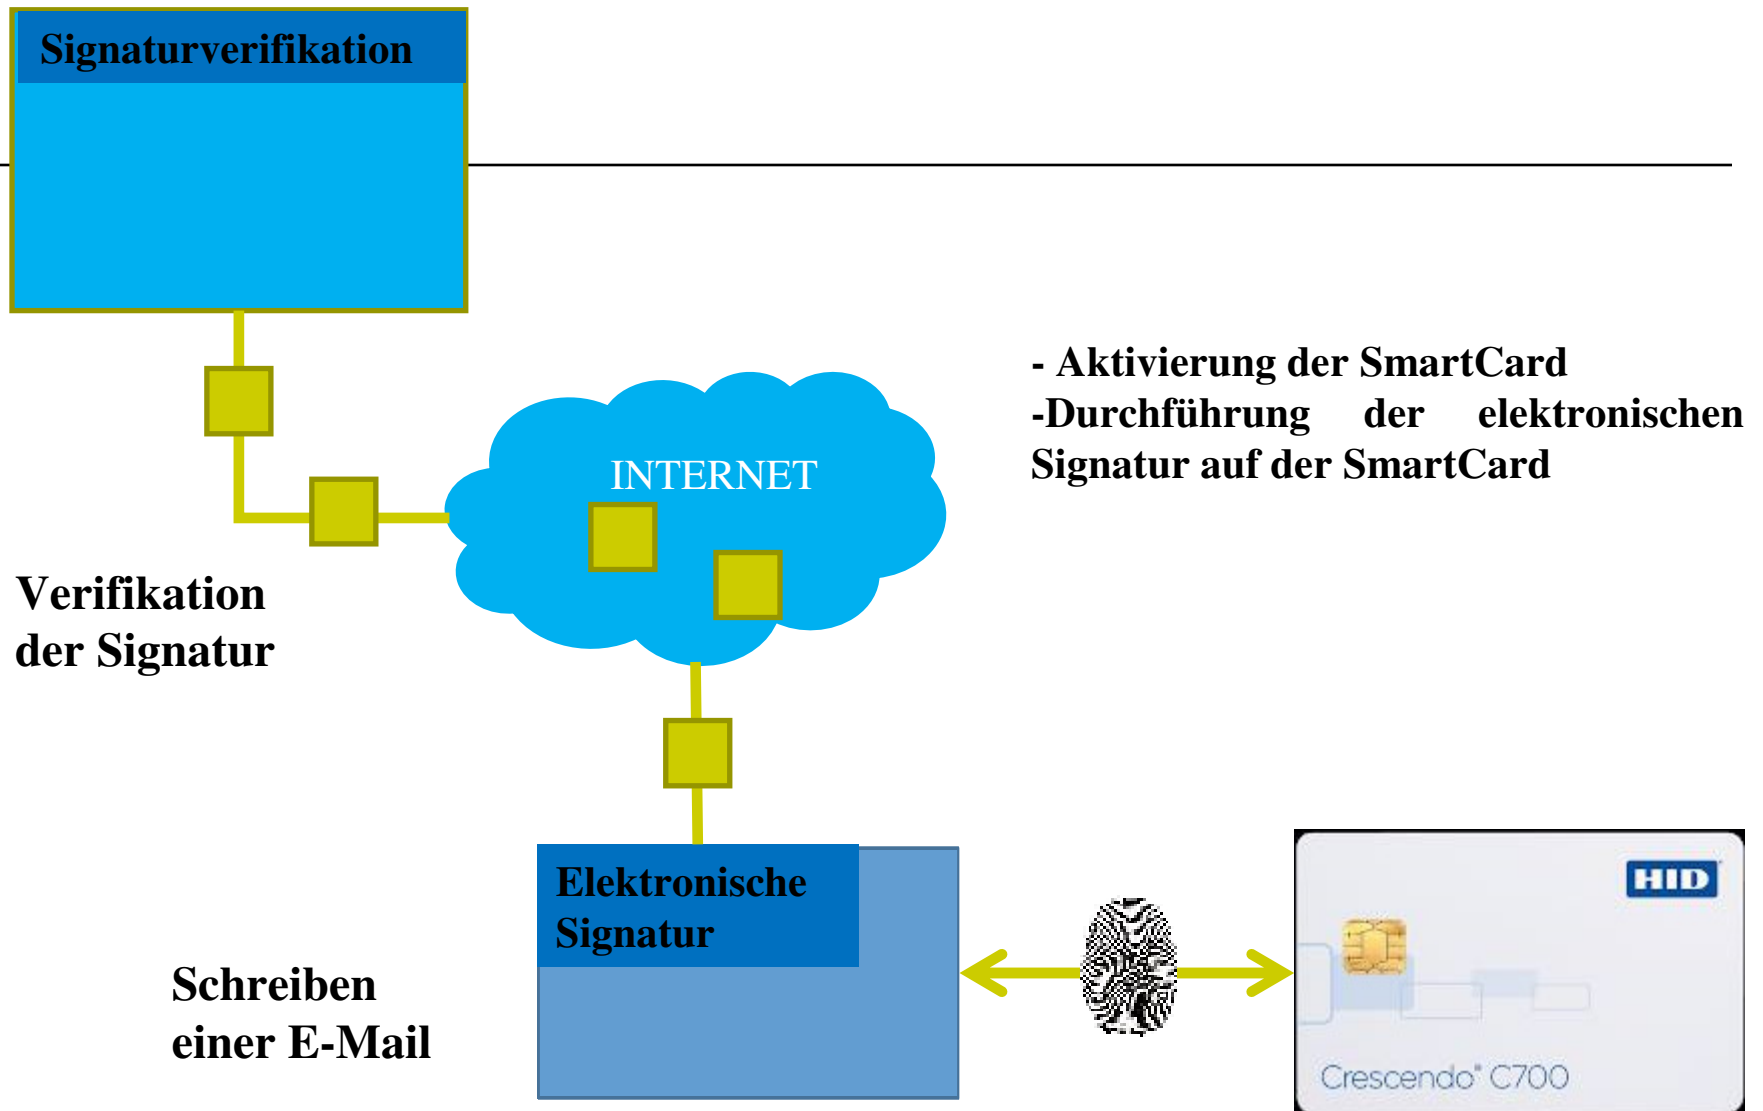 Signaturverifikation
- Aktivierung der SmartCard
-Durchführung der elektronischen
Signatur auf der SmartCard
INTERNET
Verifikation
der Signatur
Elektronische
Signatur
Schreiben
einer E-Mail
HID
Crescendo® C700